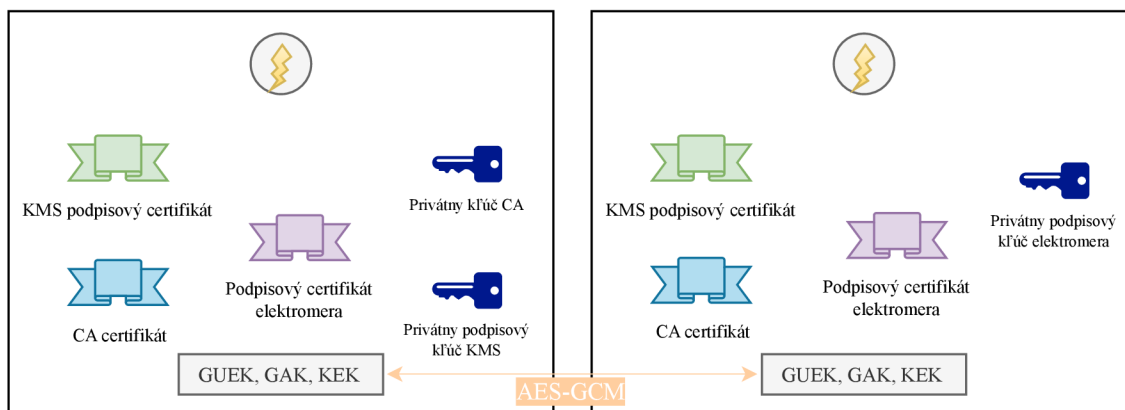 KMS podpisový certifikát
Privátny kľúč CA
Podpisový certifikát
elektromera
CA certifikát
Privátny podpisový
kľúč KMS
GUEK, GAK, KEK
AES-GCM
KMS podpisový certifikát
Privátny podpisový
kľúč elektromera
Podpisový certifikát
elektromera
CA certifikát
GUEK, GAK, KEK